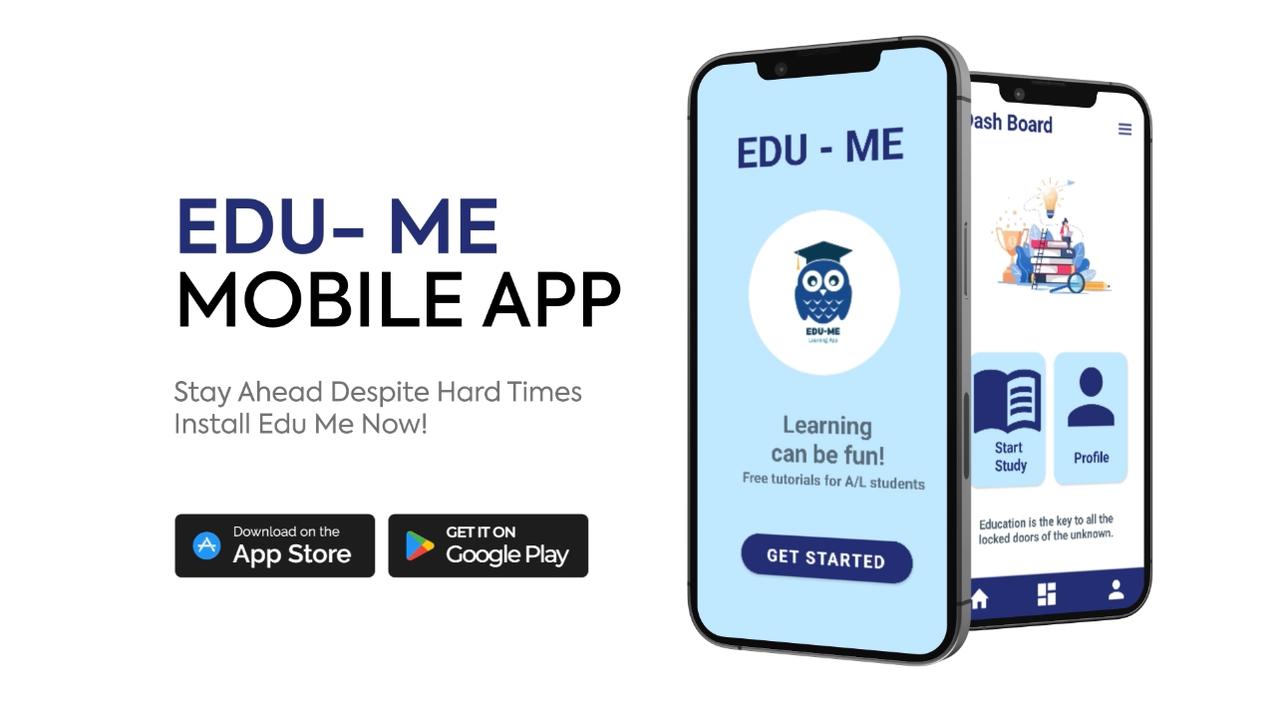 EDU- ME
MOBILE APP
Stay Ahead Despite Hard Times
Install Edu Me Now!
Download on the
App Store
GET IT ON
Google Play
EDU - ME
EDU-ME
Learning App
Learning
can be fun!
Free tutorials for A/L students
GET STARTED
Dash Board
Start
Study
Profile
Education is the key to all the
locked doors of the unknown.